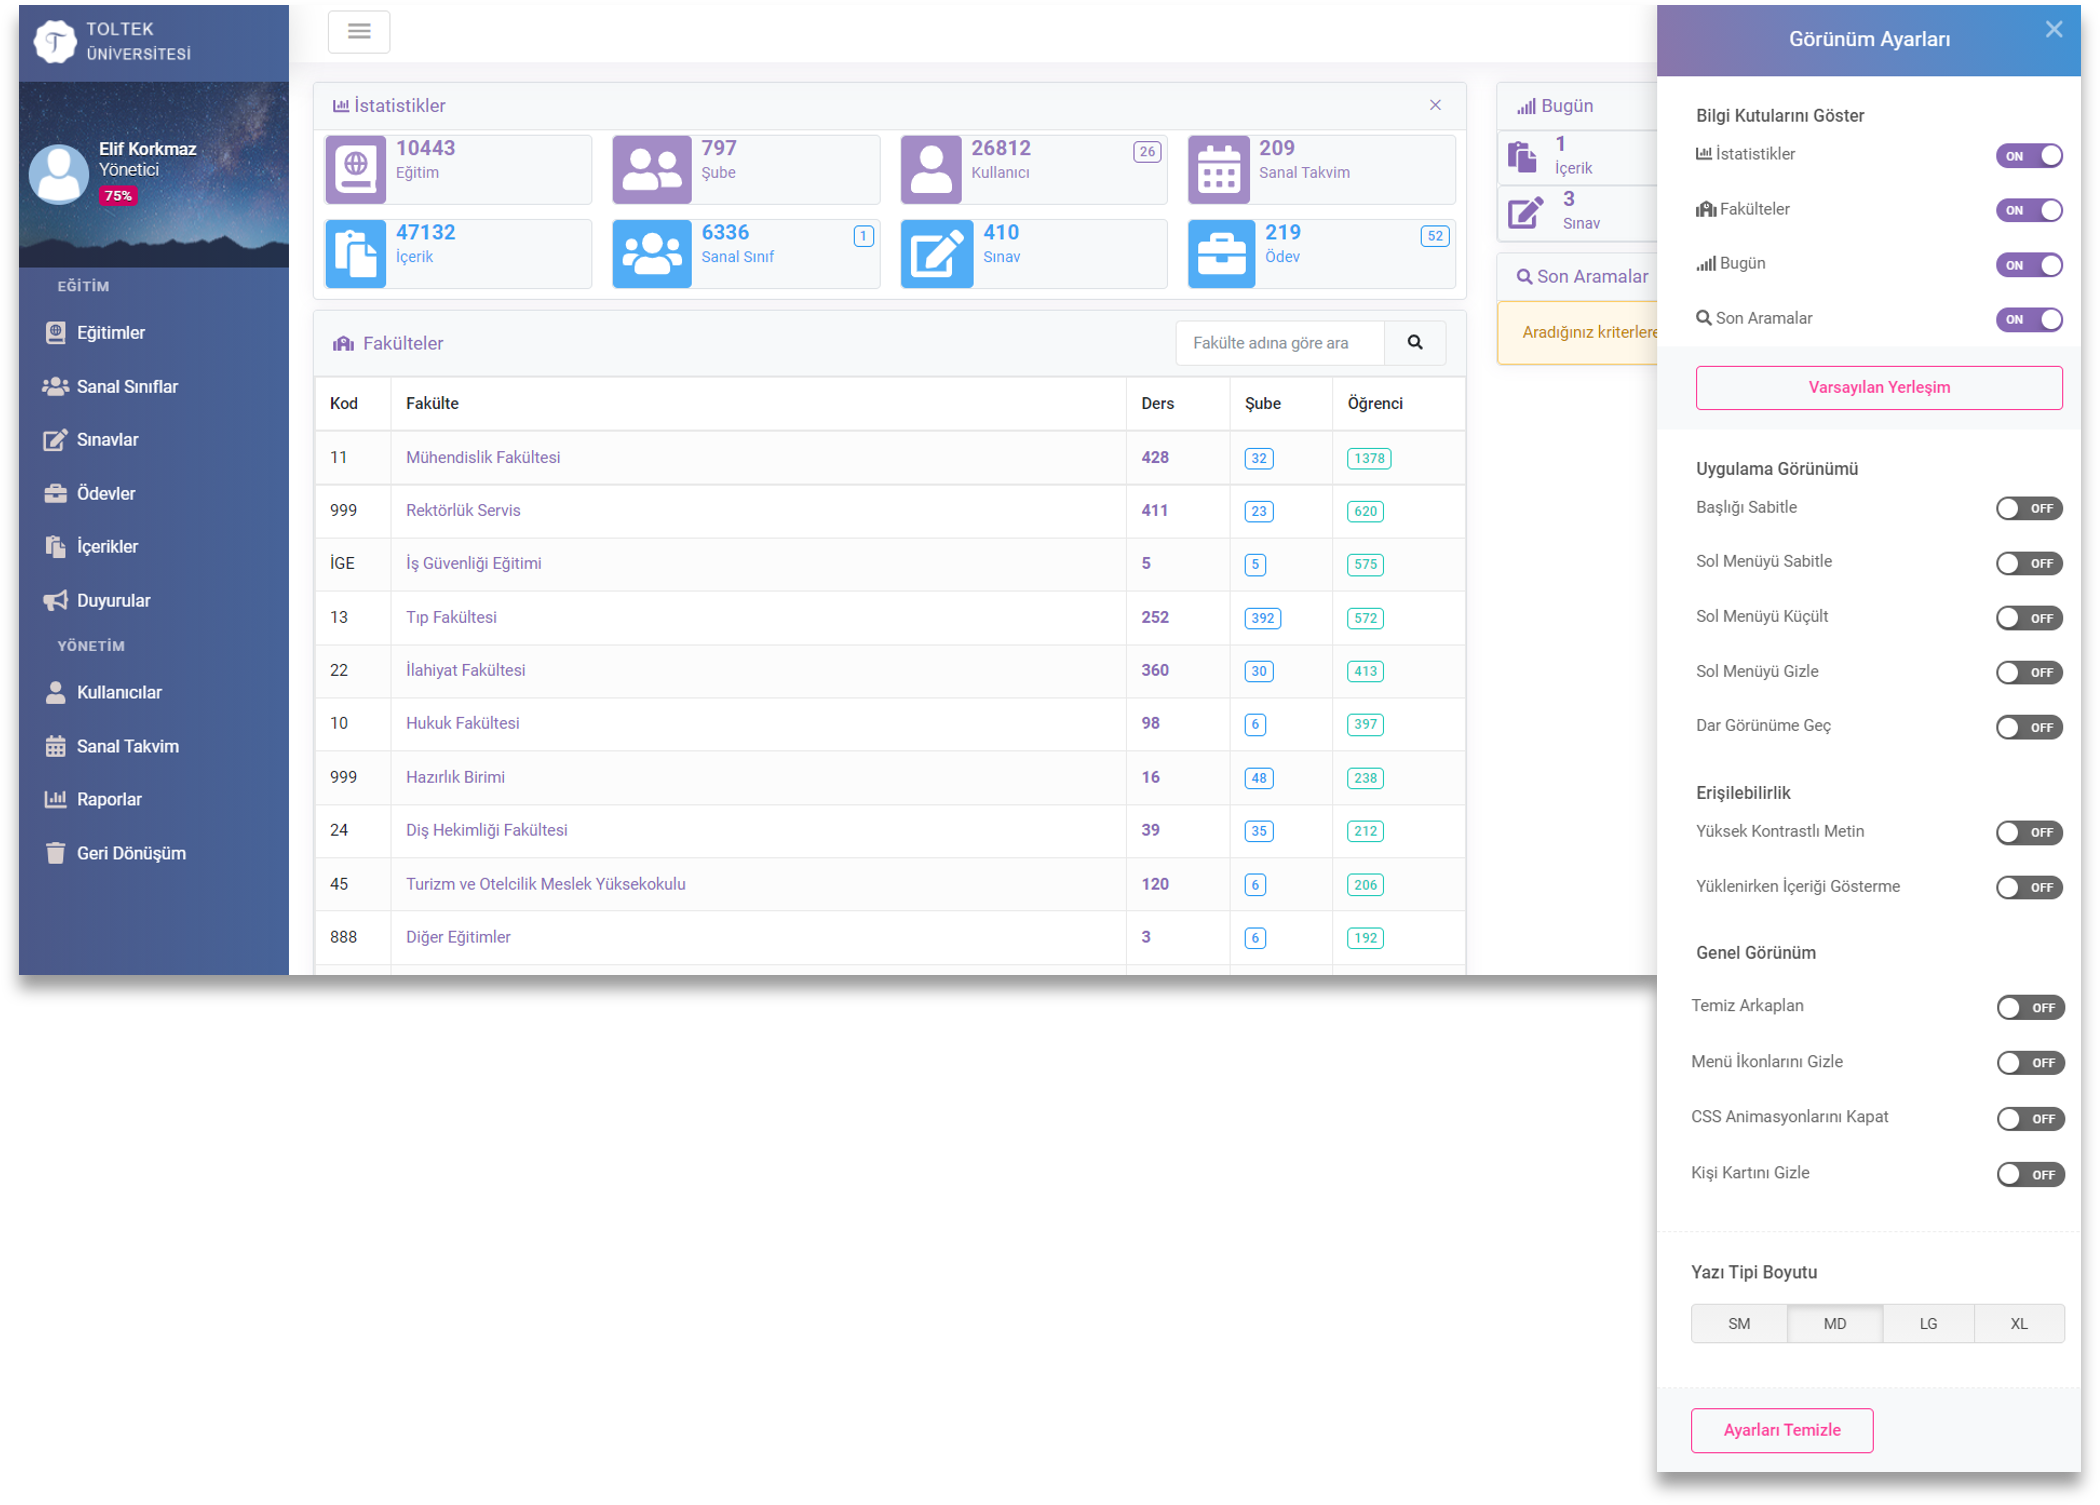 TOLTEK
ÜNİVERSİTESİ
Elif Korkmaz
Yönetici
75%
EĞİTİM
Eğitimler
Sanal Sınıflar
Sınavlar
Ödevler
İçerikler
Duyurular
YÖNETİM
Kullanıcılar
Sanal Takvim
Raporlar
Geri Dönüşüm
İstatistikler
10443
Eğitim
797
Şube
26812
Kullanıcı
26
209
Sanal Takvim
47132
İçerik
6336
Sanal Sınıf
1
410
Sınav
219
Ödev
52
Fakülteler
Fakülte adına göre ara
Kod Fakülte Ders Şube Öğrenci
11 Mühendislik Fakültesi 428 32 1378
999 Rektörlük Servis 411 23 620
İGE İş Güvenliği Eğitimi 5 5 575
13 Tıp Fakültesi 252 392 572
22 İlahiyat Fakültesi 360 30 413
10 Hukuk Fakültesi 98 6 397
999 Hazırlık Birimi 16 48 238
24 Diş Hekimliği Fakültesi 39 35 212
45 Turizm ve Otelcilik Meslek Yüksekokulu 120 6 206
888 Diğer Eğitimler 3 6 192
Bugün
1
İçerik
3
Sınav
Son Aramalar
Aradığınız kriterlere
Görünüm Ayarları
Bilgi Kutularını Göster
İstatistikler ON
Fakülteler ON
Bugün ON
Son Aramalar ON
Varsayılan Yerleşim
Uygulama Görünümü
Başlığı Sabitle OFF
Sol Menüyü Sabitle OFF
Sol Menüyü Küçült OFF
Sol Menüyü Gizle OFF
Dar Görünüme Geç OFF
Erişilebilirlik
Yüksek Kontrastlı Metin OFF
Yüklenirken İçeriği Gösterme OFF
Genel Görünüm
Temiz Arkaplan OFF
Menü İkonlarını Gizle OFF
CSS Animasyonlarını Kapat OFF
Kişi Kartını Gizle OFF
Yazı Tipi Boyutu
SM MD LG XL
Ayarları Temizle